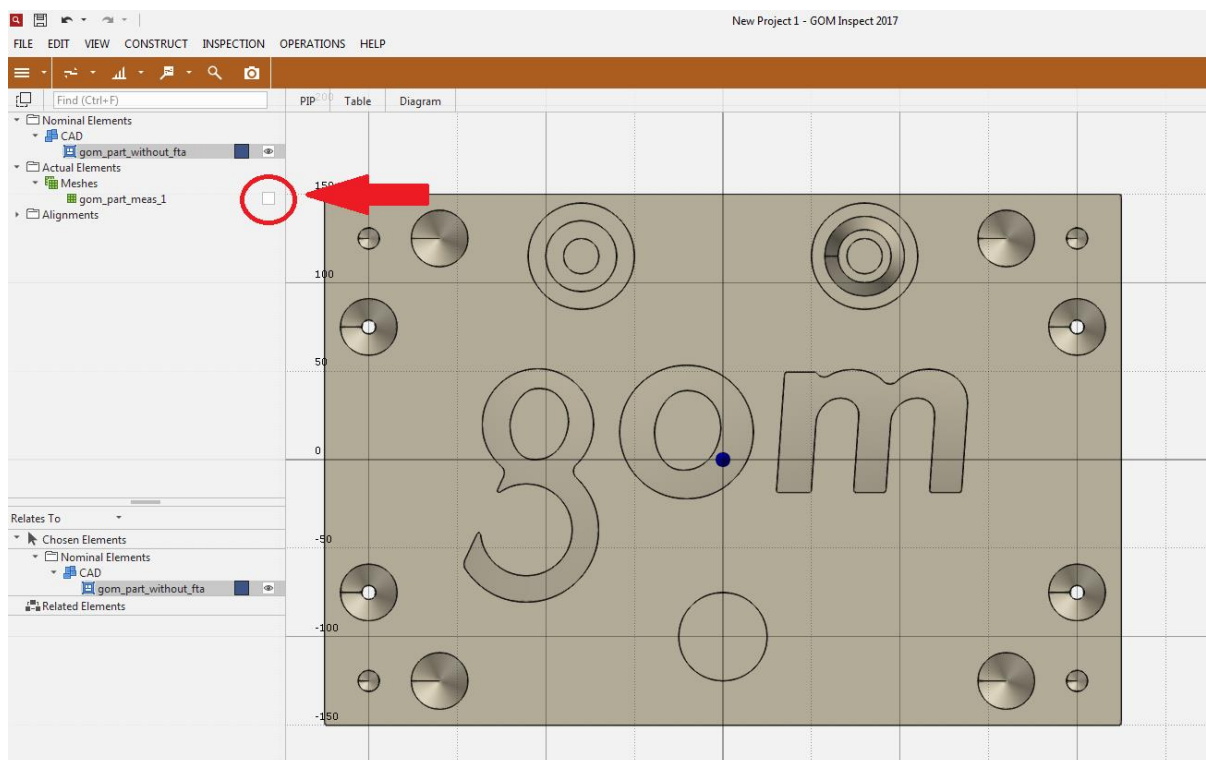 New Project 1 - GOM Inspect 2017
FILE EDIT VIEW CONSTRUCT INSPECTION OPERATIONS HELP
Find (Ctrl+F)
PIP Table Diagram
200
Nominal Elements
CAD
gom_part_without_fta
Actual Elements
Meshes
gom_part_meas_1
Alignments
150
100
50
0
-50
-100
-150
gom
Relates To
Chosen Elements
Nominal Elements
CAD
gom_part_without_fta
Related Elements